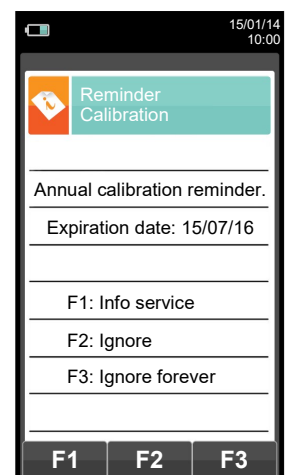 15/01/14
10:00
Reminder
Calibration
Annual calibration reminder.
Expiration date: 15/07/16
F1: Info service
F2: Ignore
F3: Ignore forever
F1 F2 F3